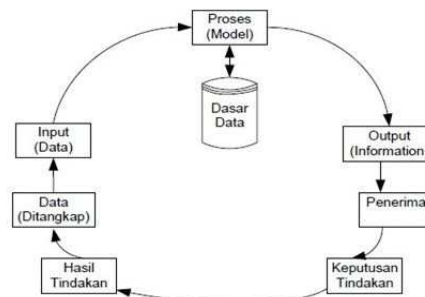 Proses
(Model)
Dasar
Data
Input
(Data)
Output
(Information)
Data
(Ditangkap)
Penerima
Hasil
Tindakan
Keputusan
Tindakan